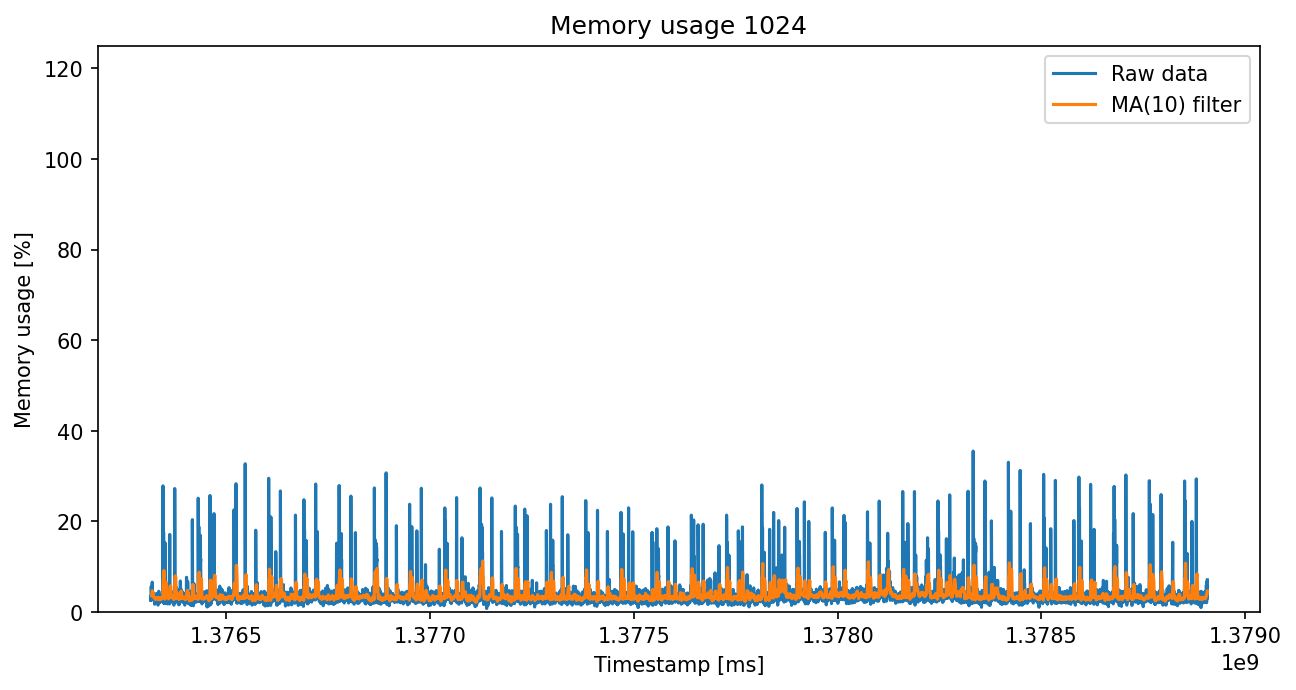 Memory usage 1024
Raw data
MA(10) filter
Memory usage [%]
120
100
80
60
40
20
0
1.3765 1.3770 1.3775 1.3780 1.3785 1.3790
1e9
Timestamp [ms]